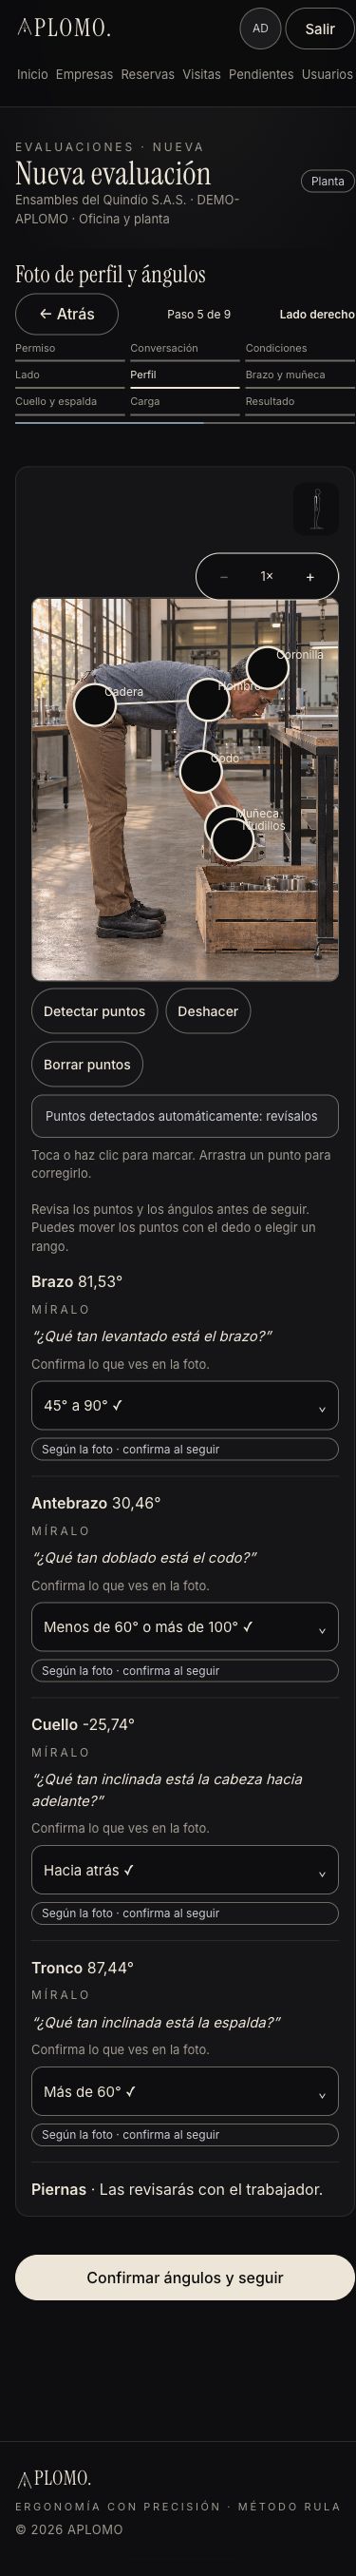 APLOMO.
AD
Salir
Inicio Empresas Reservas Visitas Pendientes Usuarios
EVALUACIONES · NUEVA
Nueva evaluación
Planta
Ensambles del Quindío S.A.S. · DEMO-
APLOMO · Oficina y planta
Foto de perfil y ángulos
← Atrás
Paso 5 de 9
Lado derecho
Permiso
Conversación
Condiciones
Lado
Perfil
Brazo y muñeca
Cuello y espalda
Carga
Resultado
− 1× +
Coronilla
Hombro
Cadera
Codo
Muñeca
Nudillos
Detectar puntos
Deshacer
Borrar puntos
Puntos detectados automáticamente: revísalos
Toca o haz clic para marcar. Arrastra un punto para
corregirlo.
Revisa los puntos y los ángulos antes de seguir.
Puedes mover los puntos con el dedo o elegir un
rango.
Brazo 81,53°
MÍRALO
“¿Qué tan levantado está el brazo?”
Confirma lo que ves en la foto.
45° a 90° ✓
Según la foto · confirma al seguir
Antebrazo 30,46°
MÍRALO
“¿Qué tan doblado está el codo?”
Confirma lo que ves en la foto.
Menos de 60° o más de 100° ✓
Según la foto · confirma al seguir
Cuello -25,74°
MÍRALO
“¿Qué tan inclinada está la cabeza hacia
adelante?”
Confirma lo que ves en la foto.
Hacia atrás ✓
Según la foto · confirma al seguir
Tronco 87,44°
MÍRALO
“¿Qué tan inclinada está la espalda?”
Confirma lo que ves en la foto.
Más de 60° ✓
Según la foto · confirma al seguir
Piernas · Las revisarás con el trabajador.
Confirmar ángulos y seguir
APLOMO.
ERGONOMÍA CON PRECISIÓN · MÉTODO RULA
© 2026 APLOMO